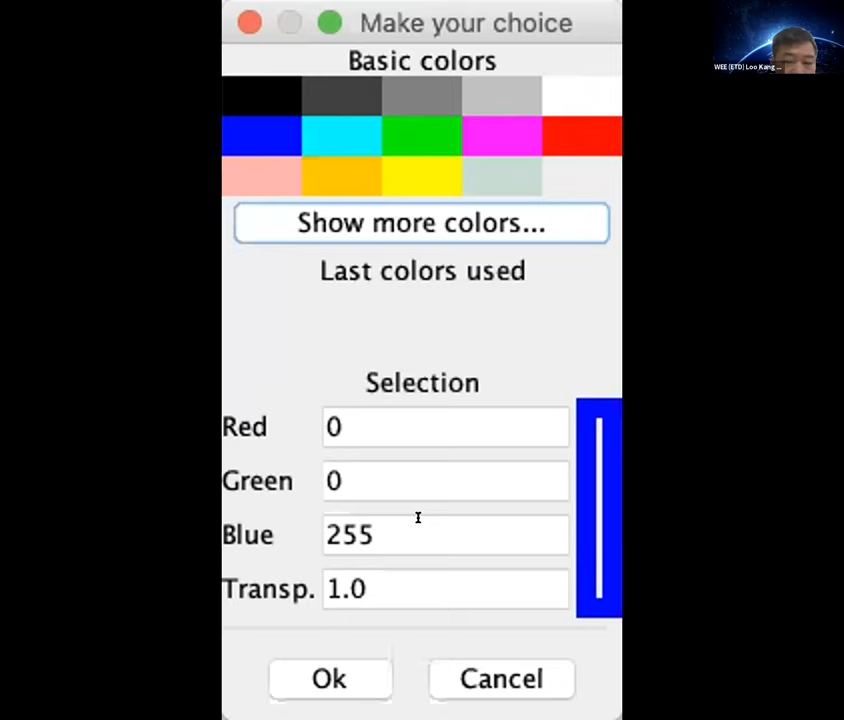 Make your choice
WEE (ETD) Loo Kang ...
Basic colors
Show more colors...
Last colors used
Selection
Red 0
Green 0
Blue 255
Transp. 1.0
Ok Cancel